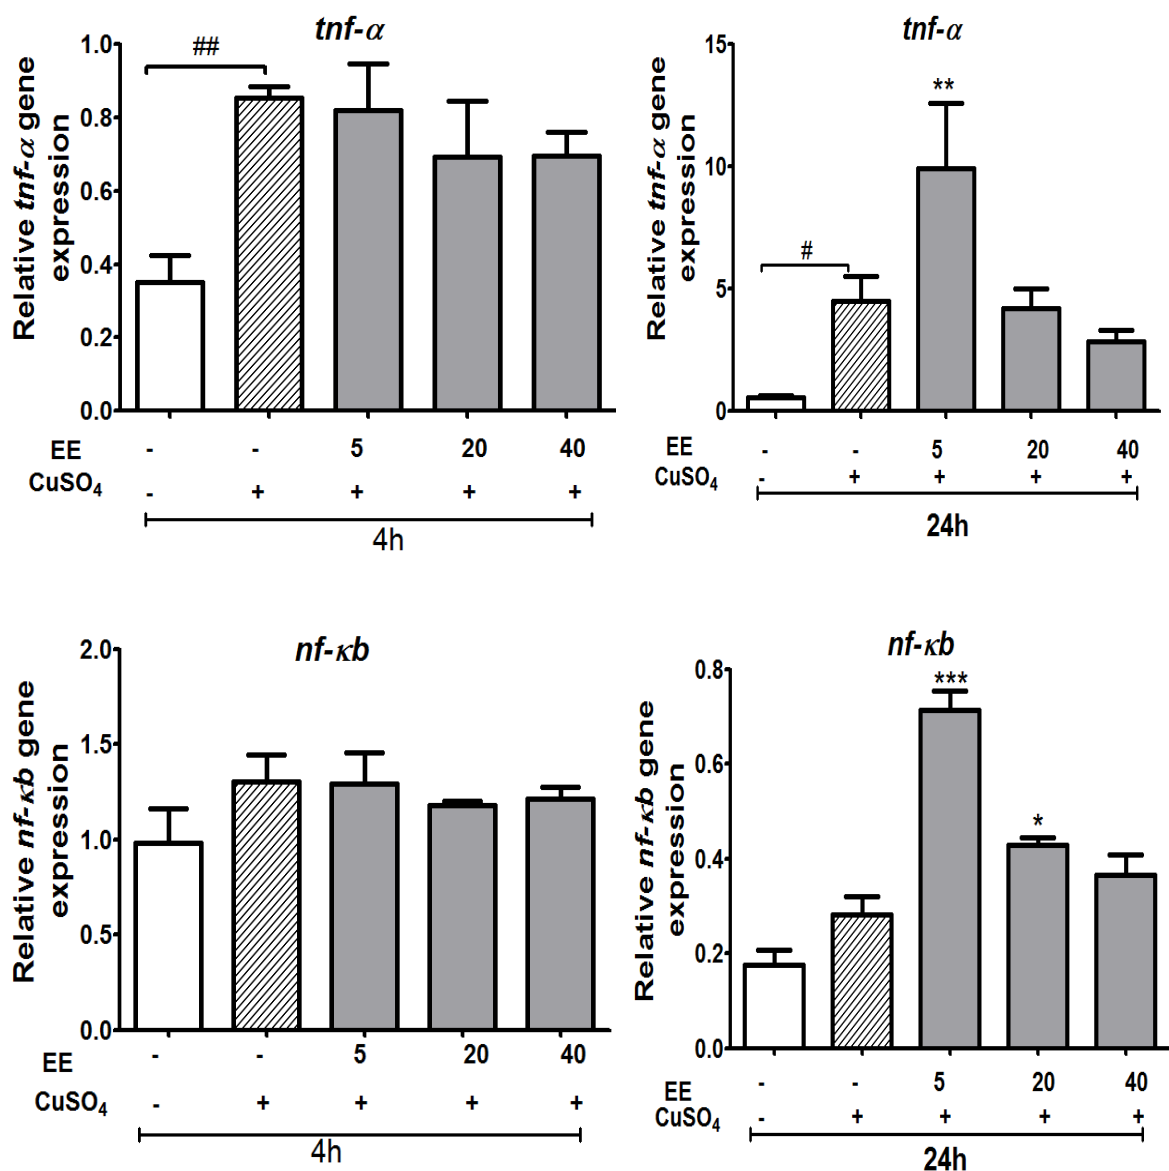 tnf-α
##
Relative tnf-α gene
expression
1.0
0.8
0.6
0.4
0.2
0.0
EE - - 5 20 40
CuSO4 - + + + +
4h
tnf-α
**
#
Relative tnf-α gene
expression
15
10
5
0
EE - - 5 20 40
CuSO4 - + + + +
24h
nf-κb
Relative nf-κb gene
expression
2.0
1.5
1.0
0.5
0.0
EE - - 5 20 40
CuSO4 - + + + +
4h
nf-κb
***
*
Relative nf-κb gene
expression
0.8
0.6
0.4
0.2
0.0
EE - - 5 20 40
CuSO4 - + + + +
24h